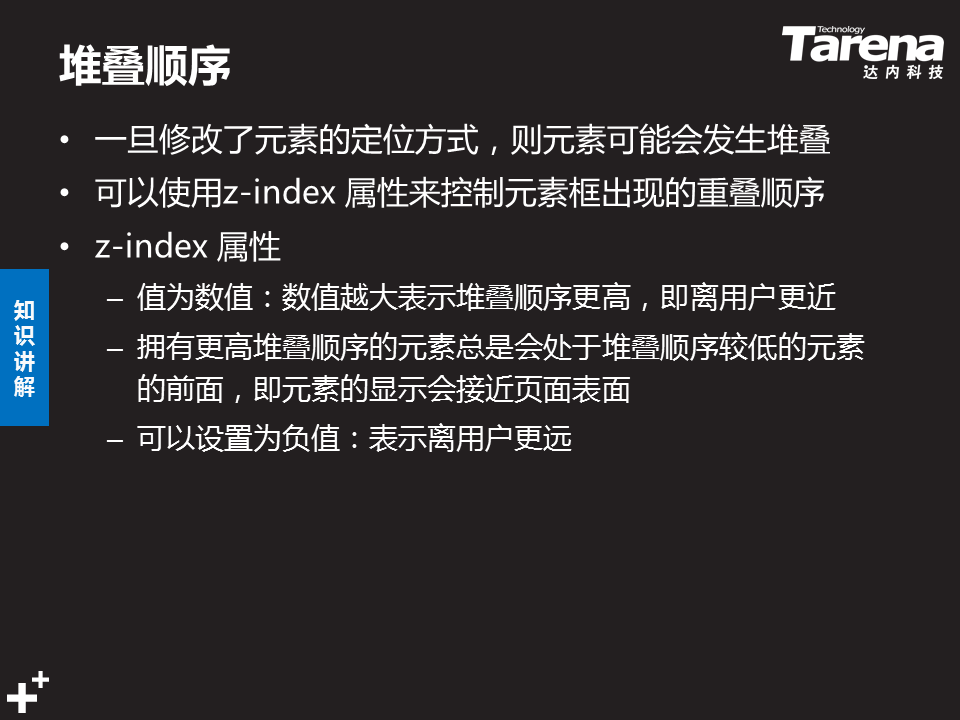 堆叠顺序
Technology
Tarena
达内科技
• 一旦修改了元素的定位方式，则元素可能会发生堆叠
• 可以使用z-index 属性来控制元素框出现的重叠顺序
• z-index 属性
– 值为数值：数值越大表示堆叠顺序更高，即离用户更近
– 拥有更高堆叠顺序的元素总是会处于堆叠顺序较低的元素
的前面，即元素的显示会接近页面表面
– 可以设置为负值：表示离用户更远
知
识
讲
解